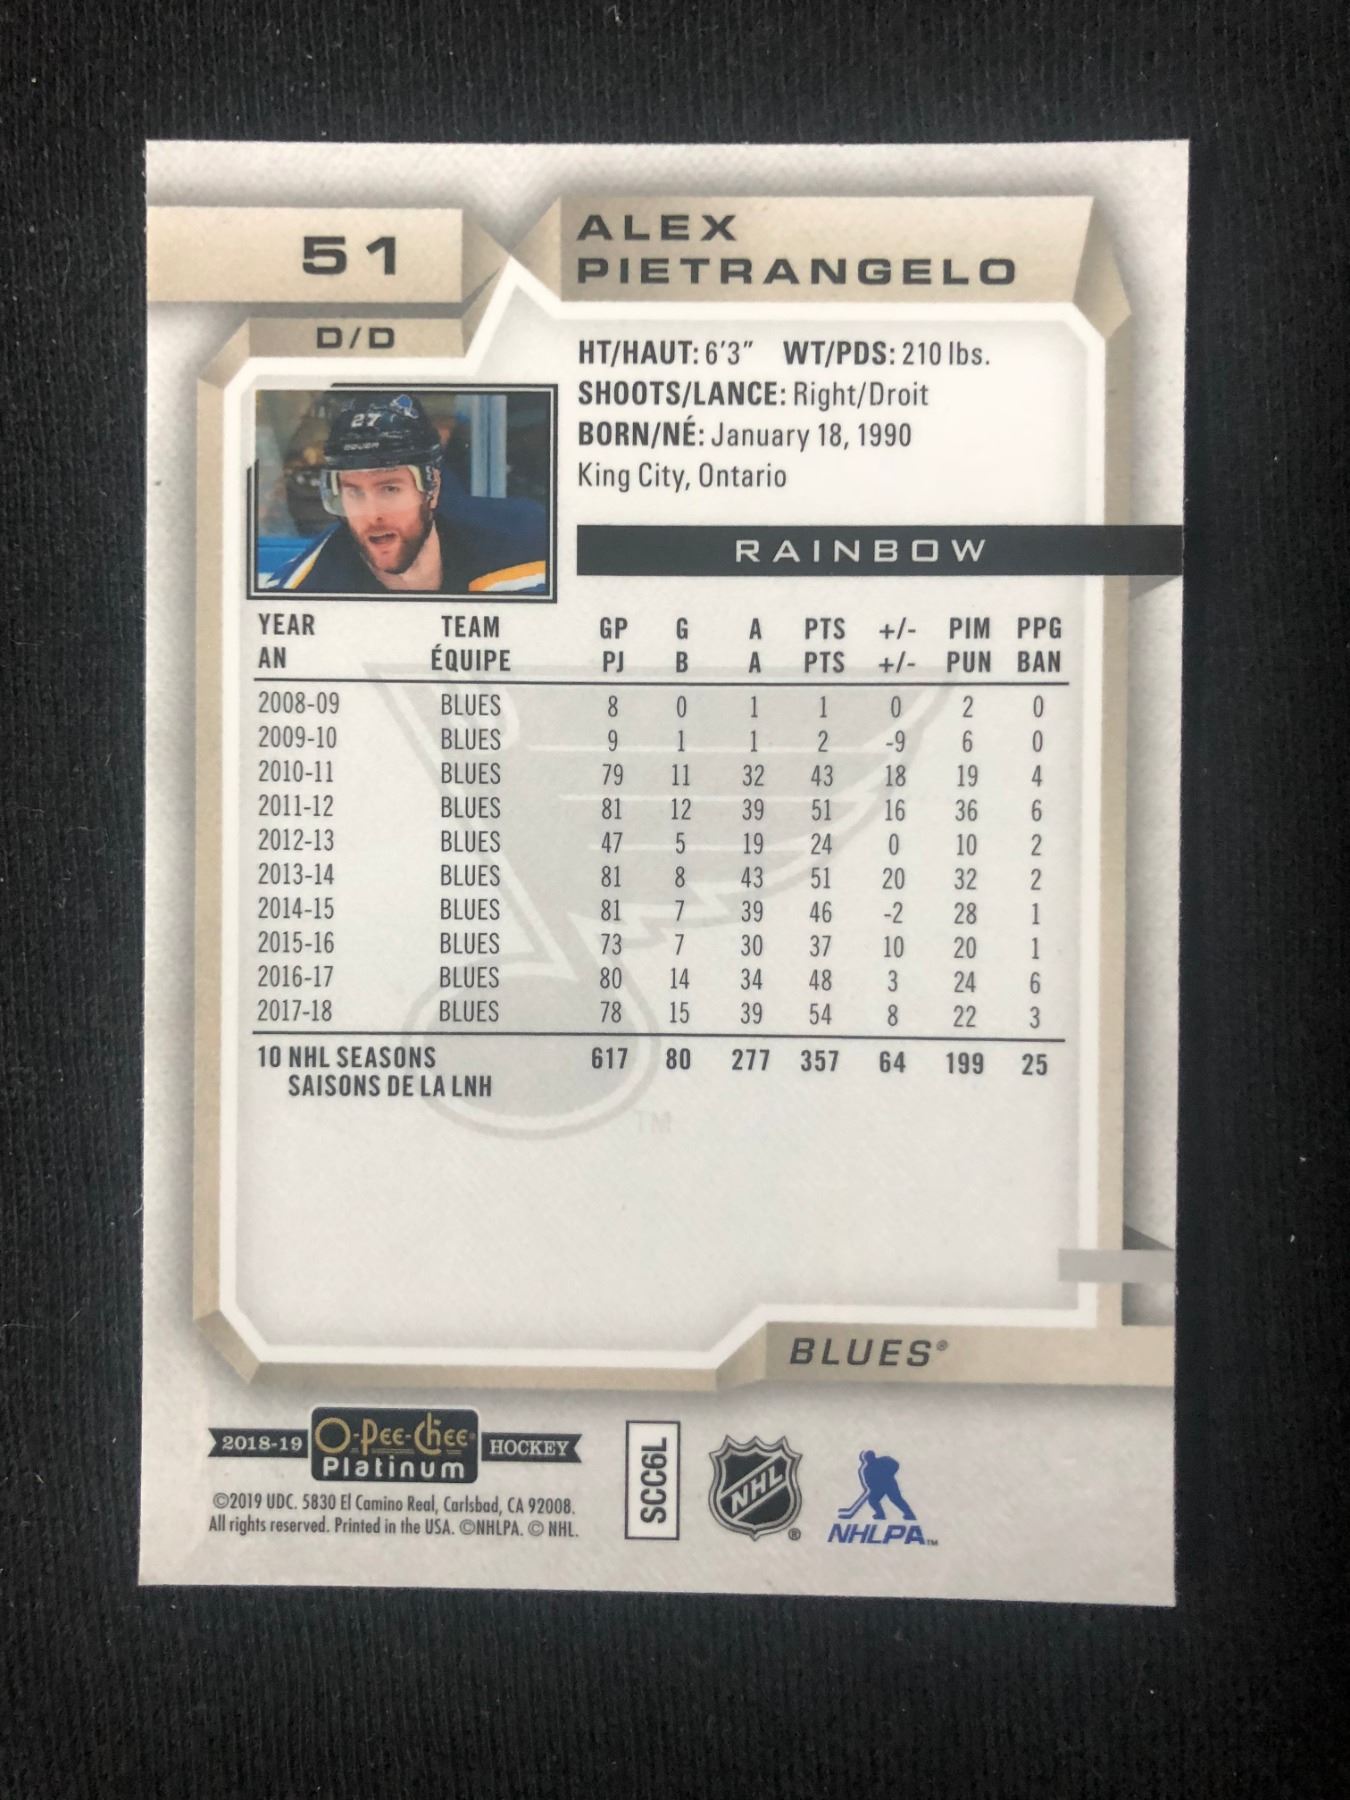 51
ALEX
PIETRANGELO
D/D
HT/HAUT: 6'3" WT/PDS: 210 lbs.
SHOOTS/LANCE: Right/Droit
BORN/NÉ: January 18, 1990
King City, Ontario
27
BAUER
RAINBOW
YEAR TEAM GP G A PTS +/- PIM PPG
AN ÉQUIPE PJ B A PTS +/- PUN BAN
2008-09 BLUES 8 0 1 1 0 2 0
2009-10 BLUES 9 1 1 2 -9 6 0
2010-11 BLUES 79 11 32 43 18 19 4
2011-12 BLUES 81 12 39 51 16 36 6
2012-13 BLUES 47 5 19 24 0 10 2
2013-14 BLUES 81 8 43 51 20 32 2
2014-15 BLUES 81 7 39 46 -2 28 1
2015-16 BLUES 73 7 30 37 10 20 1
2016-17 BLUES 80 14 34 48 3 24 6
2017-18 BLUES 78 15 39 54 8 22 3
10 NHL SEASONS 617 80 277 357 64 199 25
SAISONS DE LA LNH
TM
BLUES®
2018-19 O-Pee-Chee® HOCKEY
Platinum
©2019 UDC. 5830 El Camino Real, Carlsbad, CA 92008.
All rights reserved. Printed in the USA. ©NHLPA. © NHL.
SCC6L
NHL®
NHLPA™